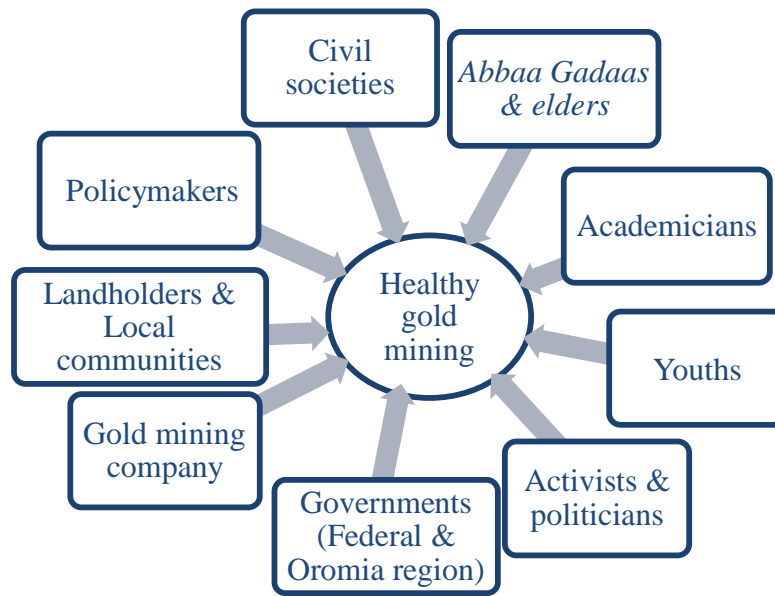 Civil
societies
Abbaa Gadaas
& elders
Policymakers
Academicians
Healthy
gold
mining
Landholders &
Local
communities
Youths
Gold mining
company
Activists &
politicians
Governments
(Federal &
Oromia region)